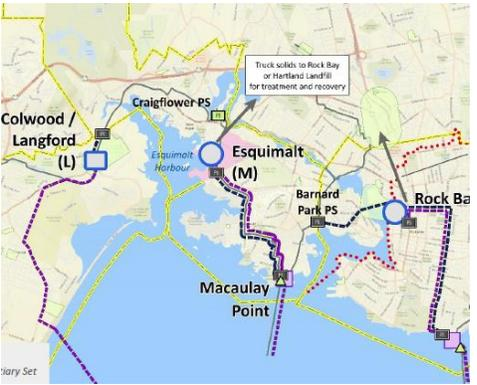 Truck solids to Rock Bay
or Hartland Landfill
for treatment and recovery
Craigflower PS
Colwood /
Langford
(L)
Esquimalt
Harbour
Esquimalt
(M)
Barnard
Park PS
Rock Ba
Macaulay
Point
tiary Set